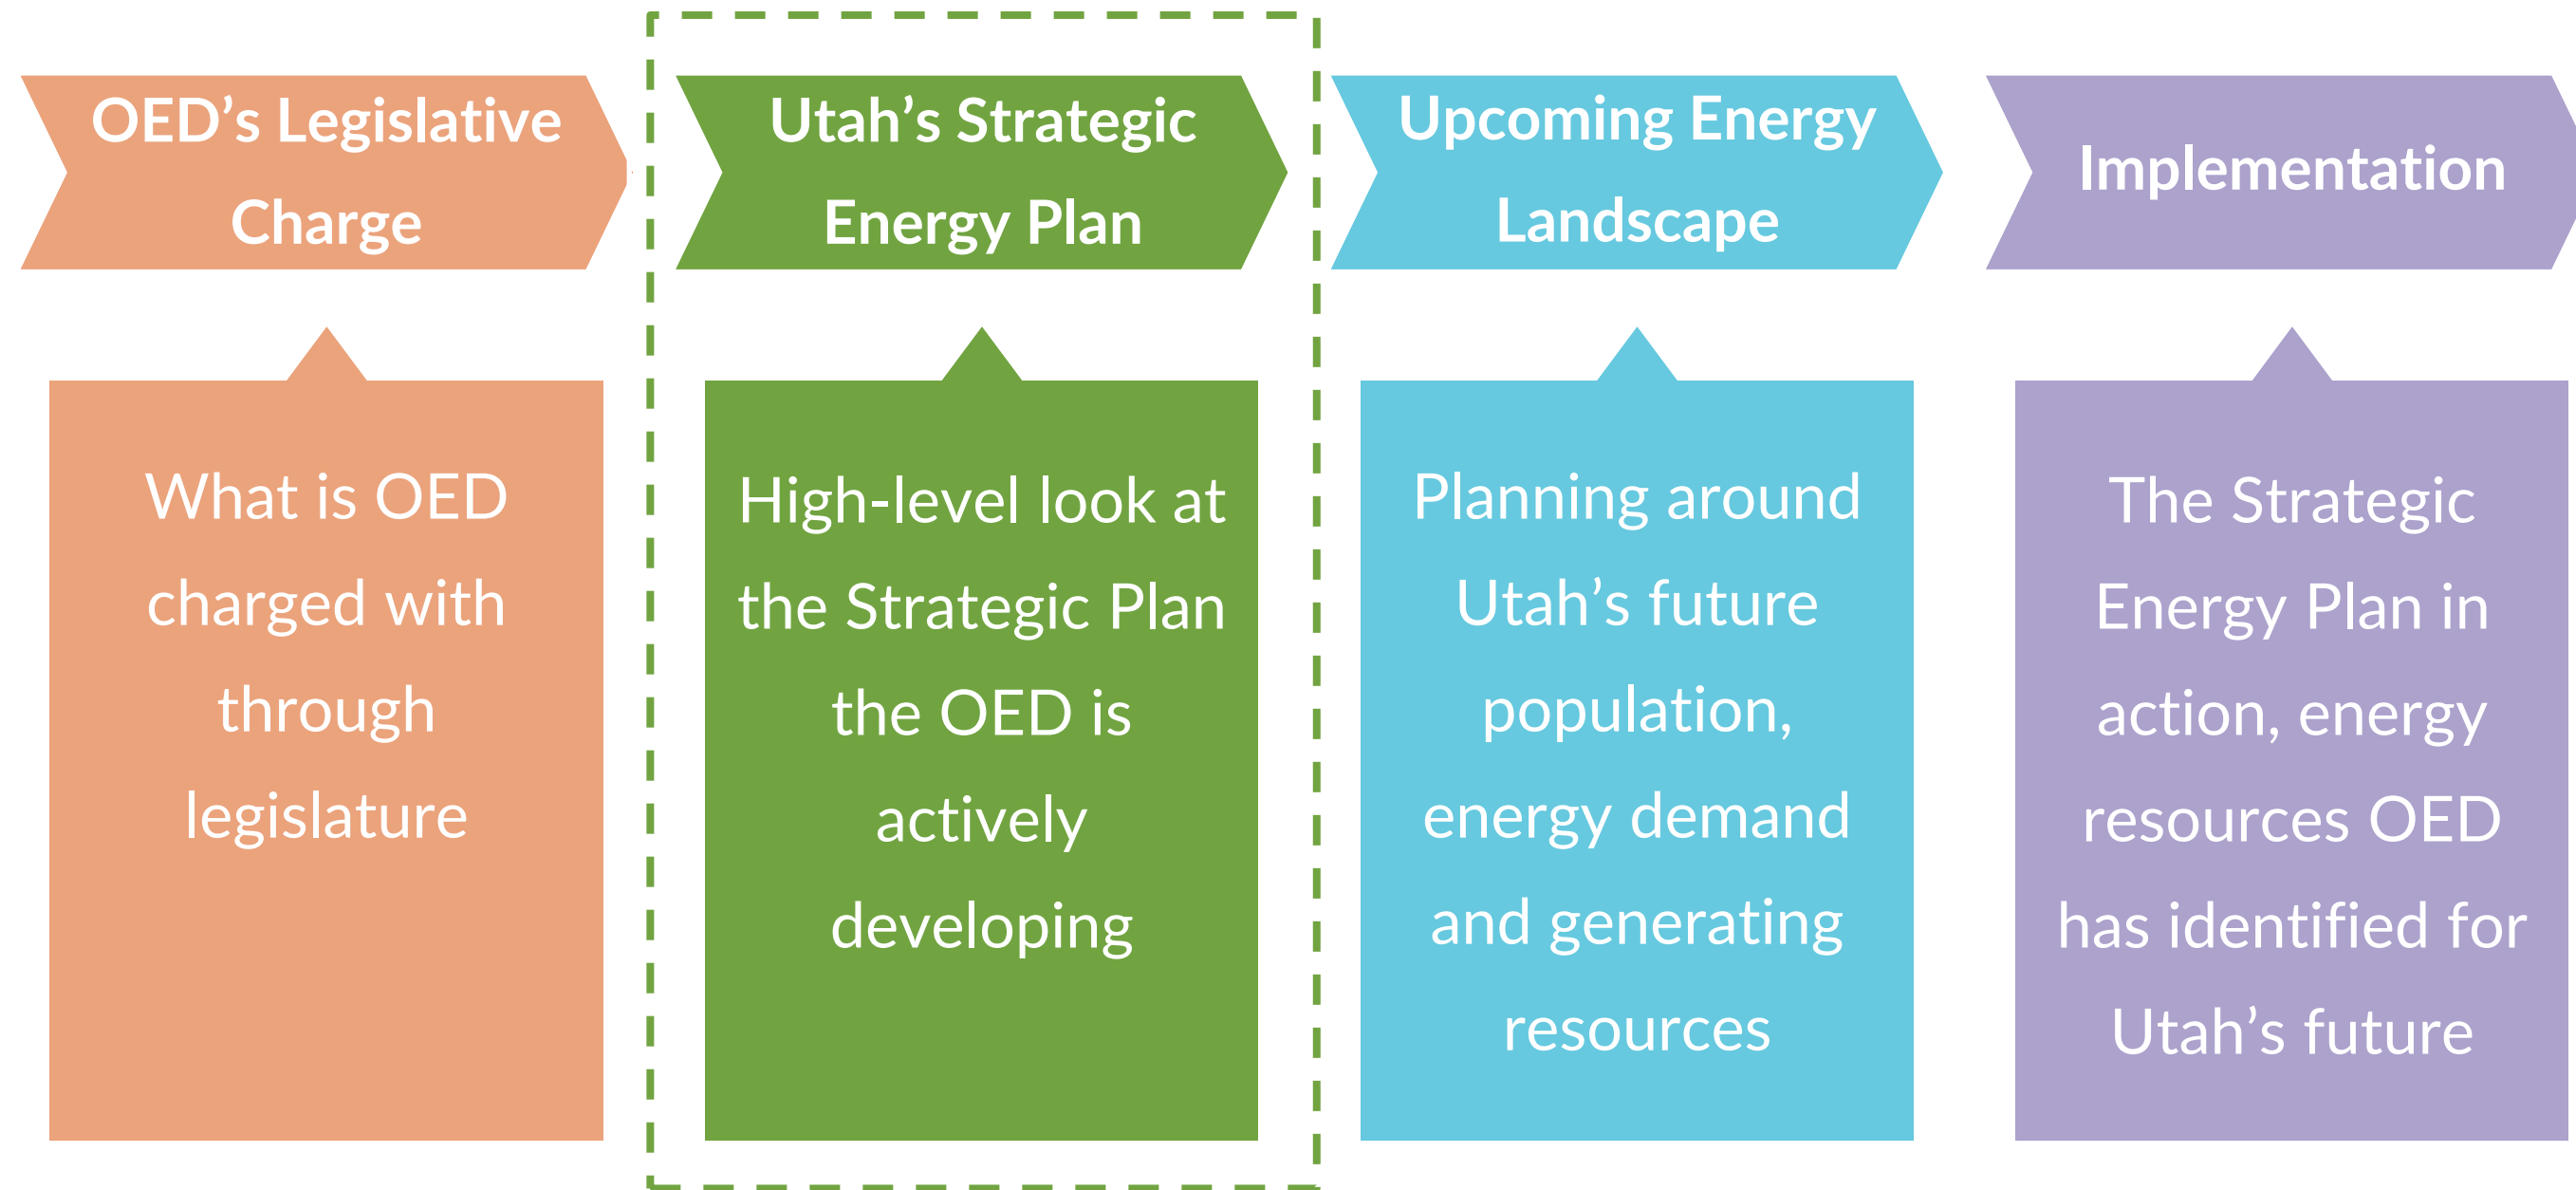 OED’s Legislative
Charge
Utah’s Strategic
Energy Plan
Upcoming Energy
Landscape
Implementation
What is OED
charged with
through
legislature
High-level look at
the Strategic Plan
the OED is
actively
developing
Planning around
Utah’s future
population,
energy demand
and generating
resources
The Strategic
Energy Plan in
action, energy
resources OED
has identified for
Utah’s future